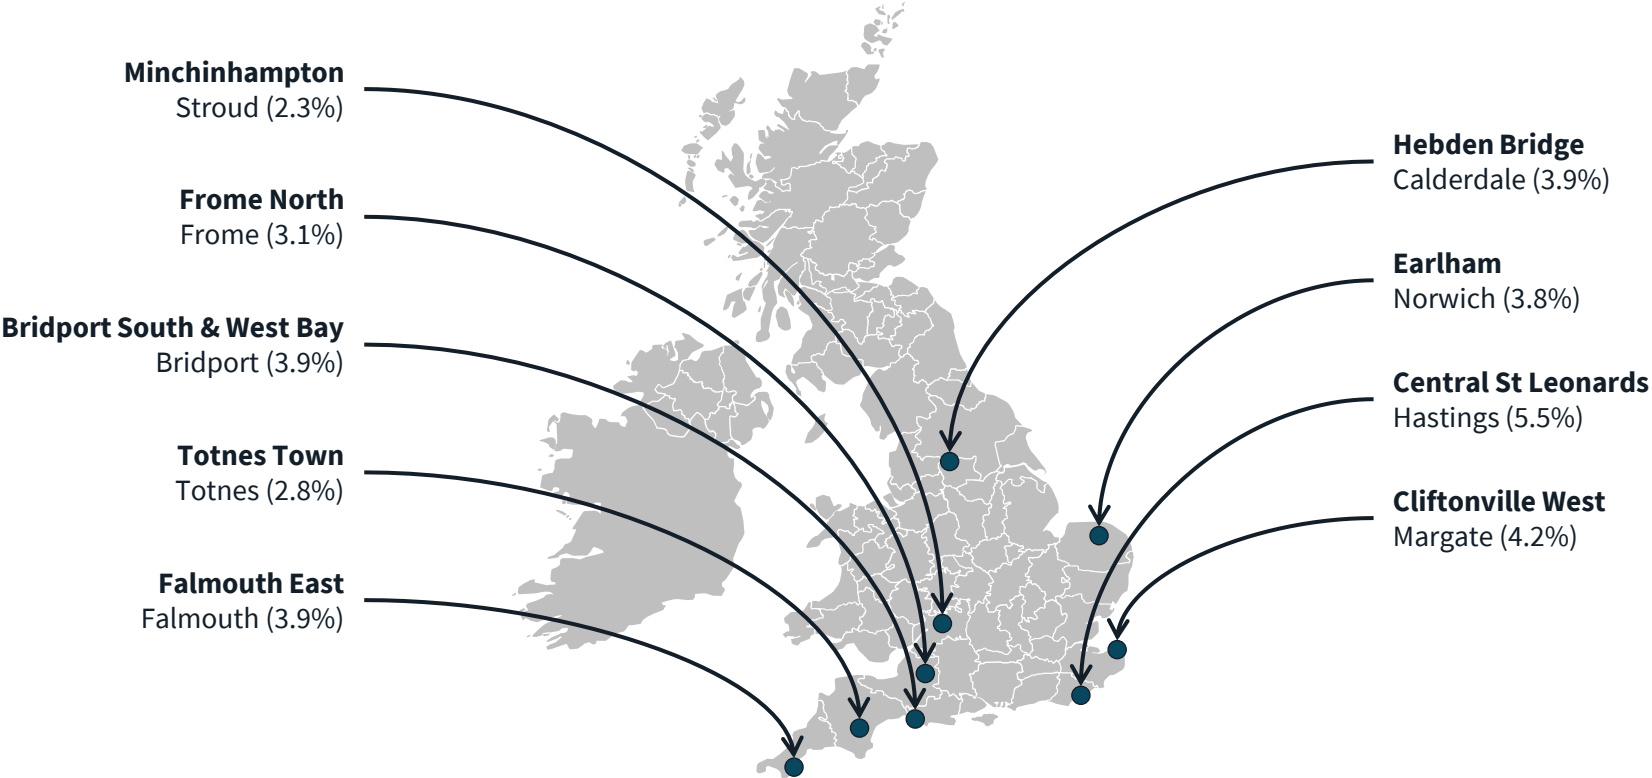 Minchinhampton
Stroud (2.3%)
Frome North
Frome (3.1%)
Bridport South & West Bay
Bridport (3.9%)
Totnes Town
Totnes (2.8%)
Falmouth East
Falmouth (3.9%)
Hebden Bridge
Calderdale (3.9%)
Earlham
Norwich (3.8%)
Central St Leonards
Hastings (5.5%)
Cliftonville West
Margate (4.2%)